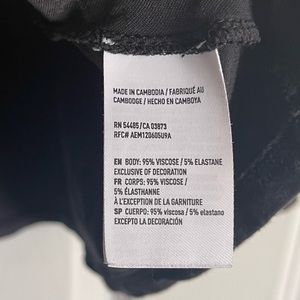 MADE IN CAMBODIA / FABRIQUÉ AU
CAMBODGE / HECHO EN CAMBOYA
RN 54485/CA 03873
RFC# AEM120605U9A
EN BODY: 95% VISCOSE / 5% ELASTANE
EXCLUSIVE OF DECORATION
FR CORPS: 95% VISCOSE /
5% ÉLASTHANNE
À L'EXCEPTION DE LA GARNITURE
SP CUERPO: 95% viscosa / 5% elastano
EXCEPTO LA DECORACIÓN